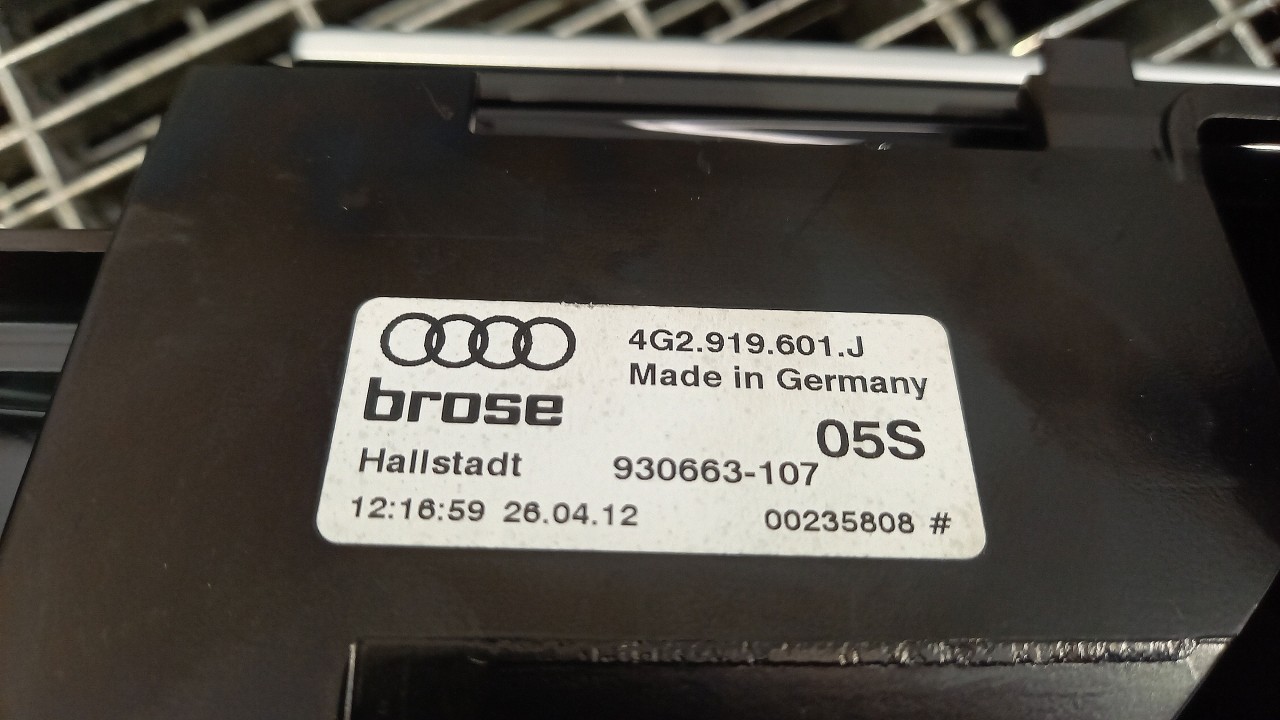 4G2.919.601.J
Made in Germany
brose
05S
Hallstadt 930663-107
12:16:59 26.04.12 00235808 #